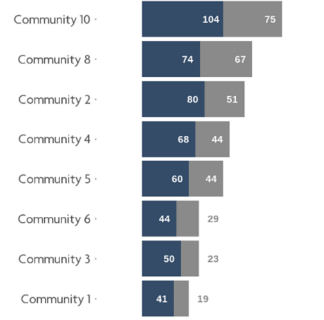 Community 10 104 75
Community 8 74 67
Community 2 80 51
Community 4 68 44
Community 5 60 44
Community 6 44 29
Community 3 50 23
Community 1 41 19